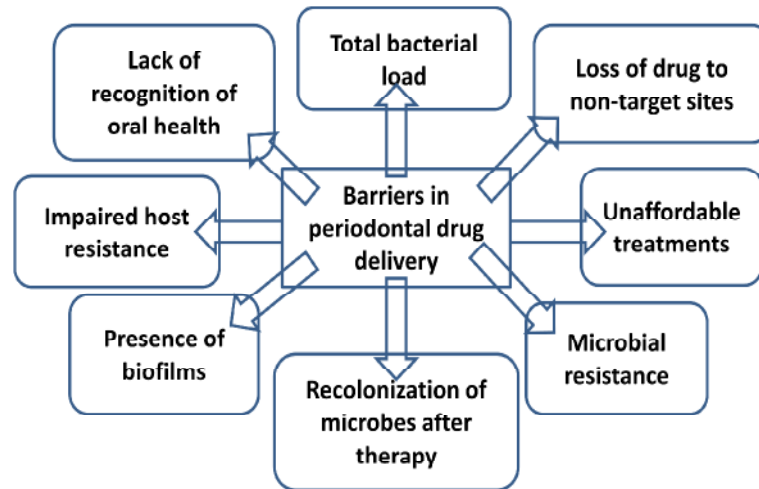 Total bacterial
load
Lack of
recognition of
oral health
Loss of drug to
non-target sites
Barriers in
periodontal drug
delivery
Impaired host
resistance
Unaffordable
treatments
Presence of
biofilms
Microbial
resistance
Recolonization of
microbes after
therapy